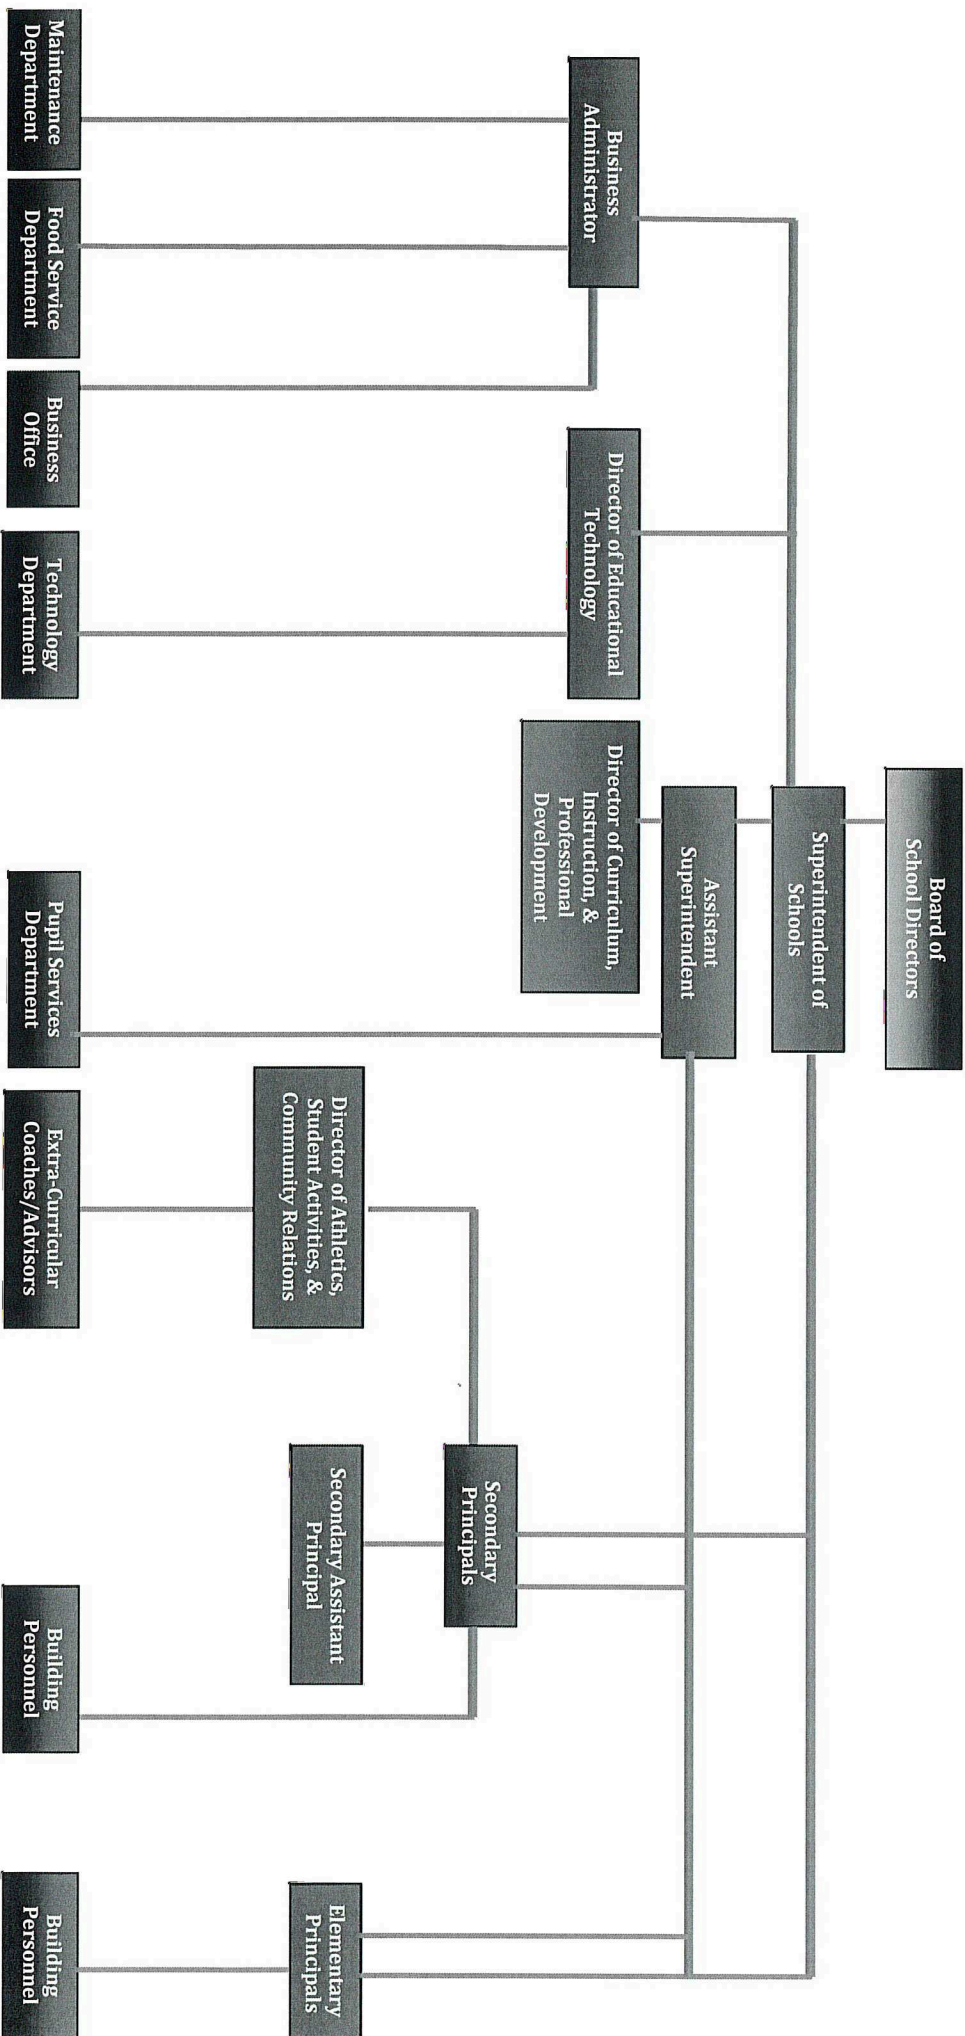 Board of
School Directors
Superintendent of
Schools
Assistant
Superintendent
Business
Administrator
Director of Educational
Technology
Director of Curriculum,
Instruction, &
Professional
Development
Secondary
Principals
Director of Athletics,
Student Activities, &
Community Relations
Secondary Assistant
Principal
Elementary
Principals
Maintenance
Department
Food Service
Department
Business
Office
Technology
Department
Pupil Services
Department
Extra-Curricular
Coaches/Advisors
Building
Personnel
Building
Personnel